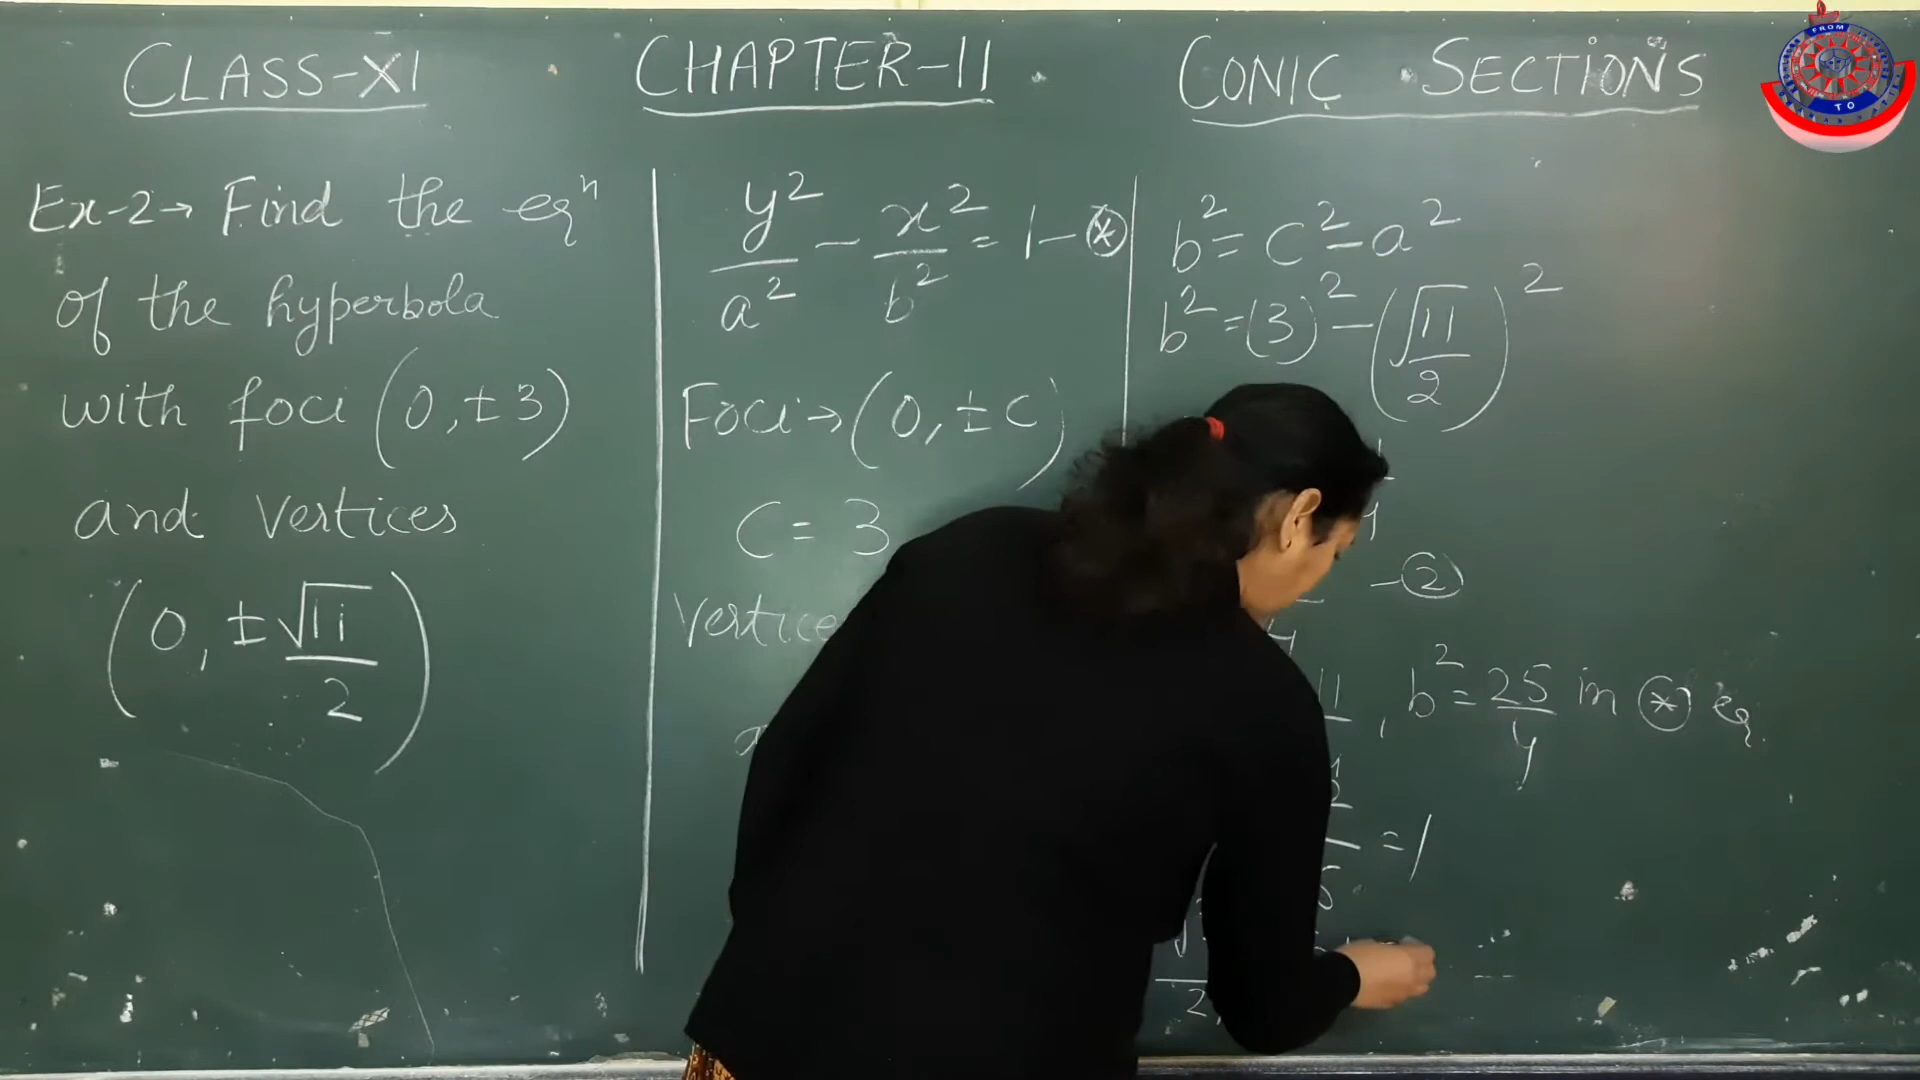 CLASS-XI CHAPTER-11 CONIC SECTIONS
FROM
TO
Ex-2→ Find the eqⁿ
of the hyperbola
with foci (0, ±3)
and vertices
(0, ±√11/2)
y²/a² - x²/b² = 1 - ⊛
Foci → (0, ±c)
C = 3
Vertice
b² = c² - a²
b² = (3)² - (√11/2)²
- ②
11 , b² = 25/4 in ⊛ eq.
= 1